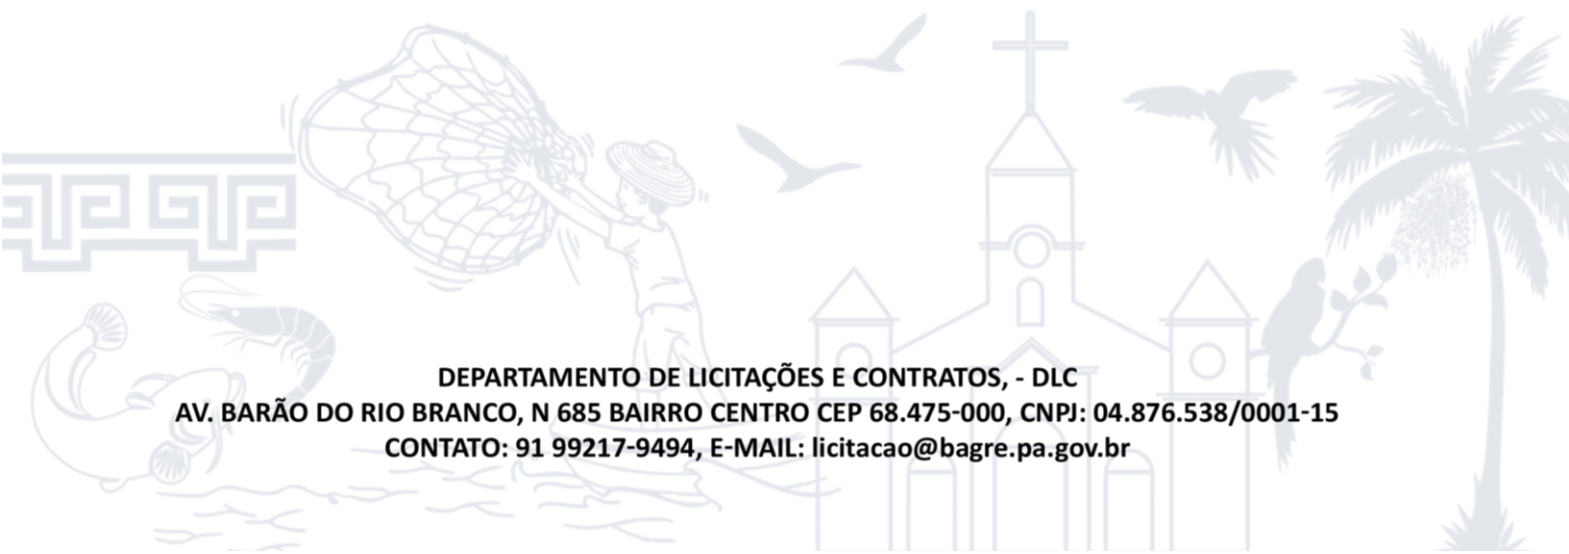 DEPARTAMENTO DE LICITAÇÕES E CONTRATOS, - DLC
AV. BARÃO DO RIO BRANCO, N 685 BAIRRO CENTRO CEP 68.475-000, CNPJ: 04.876.538/0001-15
CONTATO: 91 99217-9494, E-MAIL: licitacao@bagre.pa.gov.br